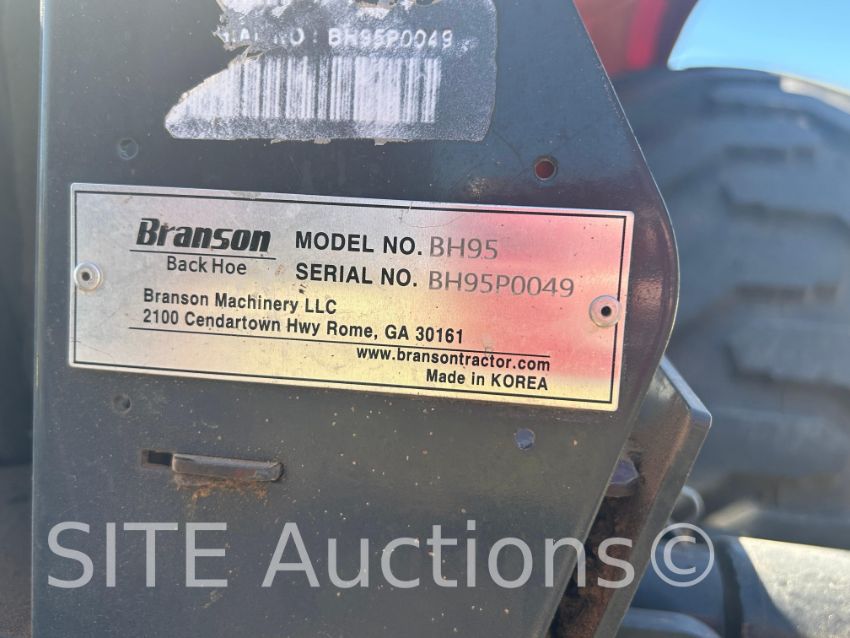 NO : BH95P0049
Branson
Back Hoe
MODEL NO. BH95
SERIAL NO. BH95P0049
Branson Machinery LLC
2100 Cendartown Hwy Rome, GA 30161
www.bransontractor.com
Made in KOREA
SITE Auctions©